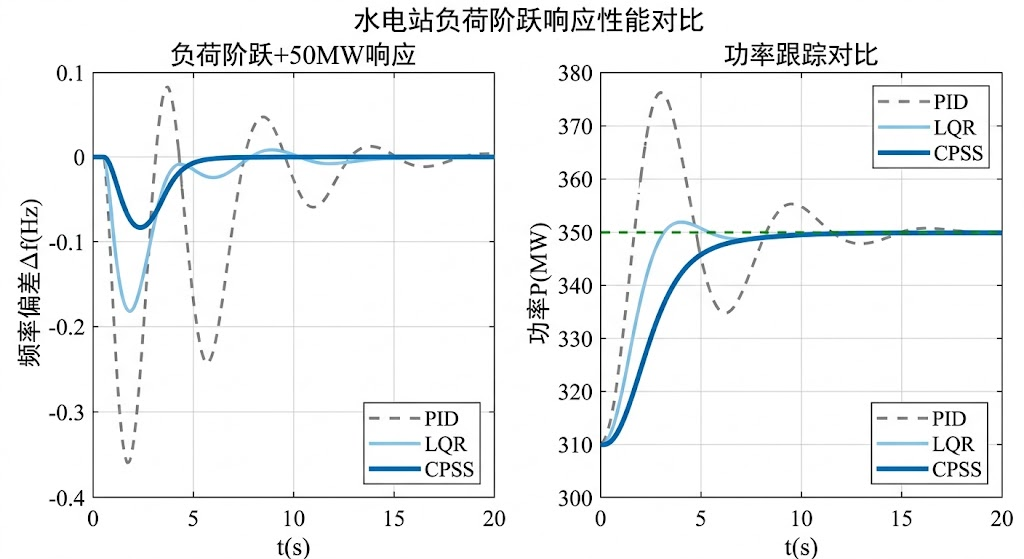 水电站负荷阶跃响应性能对比
负荷阶跃+50MW响应
0.1
0
-0.1
-0.2
-0.3
-0.4
频率偏差Δf(Hz)
PID
LQR
CPSS
0
5
10
15
20
t(s)
功率跟踪对比
380
370
360
350
340
330
320
310
300
功率P(MW)
PID
LQR
CPSS
PID
LQR
CPSS
0
5
10
15
20
t(s)